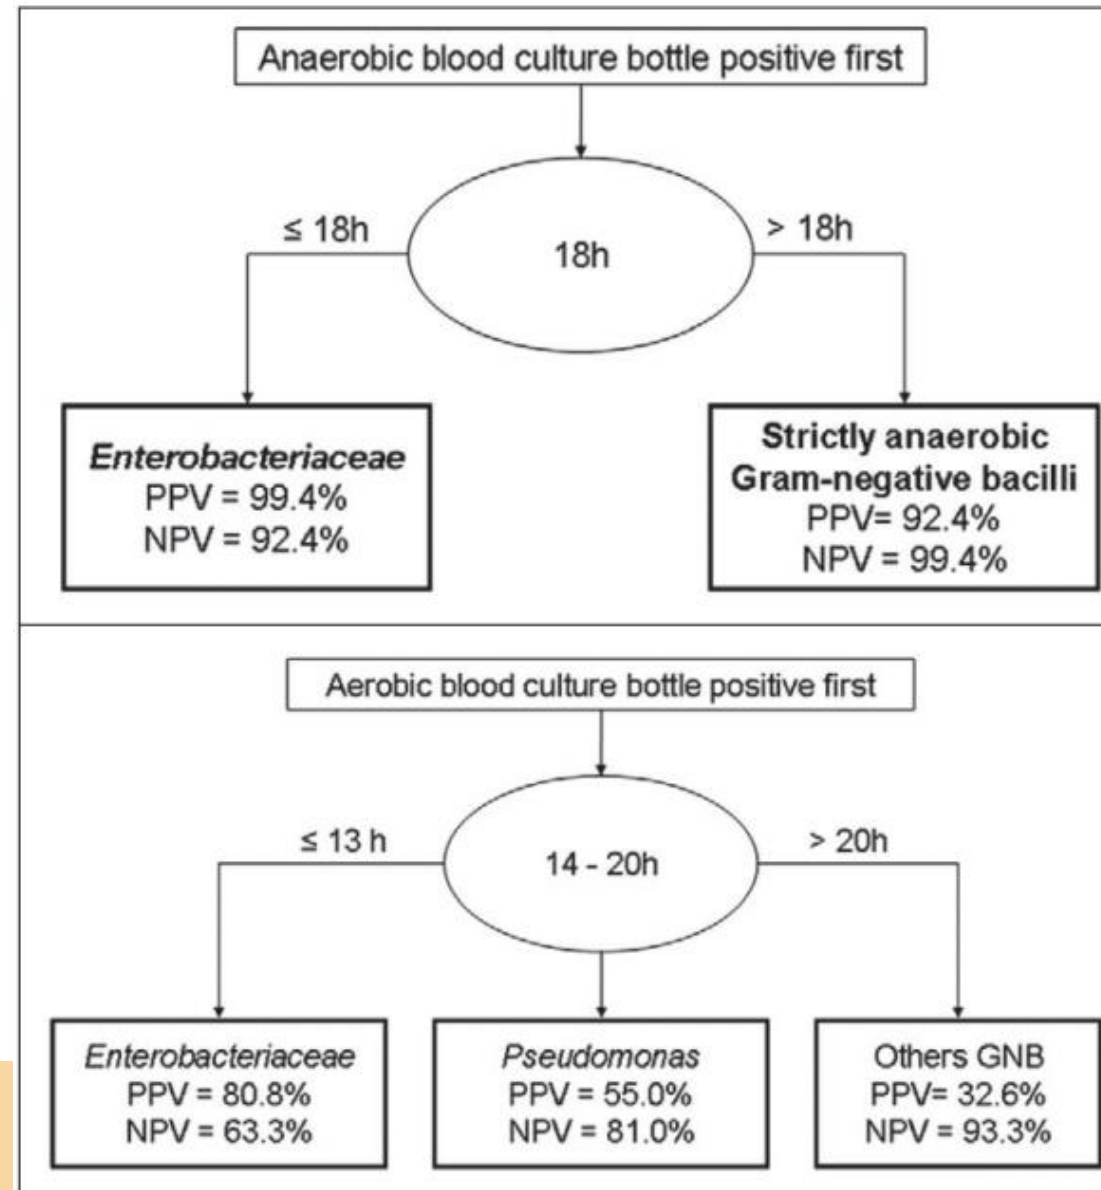 Anaerobic blood culture bottle positive first
≤ 18h
18h
> 18h
Enterobacteriaceae
PPV = 99.4%
NPV = 92.4%
Strictly anaerobic
Gram-negative bacilli
PPV= 92.4%
NPV = 99.4%
Aerobic blood culture bottle positive first
≤ 13 h
14 - 20h
> 20h
Enterobacteriaceae
PPV = 80.8%
NPV = 63.3%
Pseudomonas
PPV = 55.0%
NPV = 81.0%
Others GNB
PPV= 32.6%
NPV = 93.3%